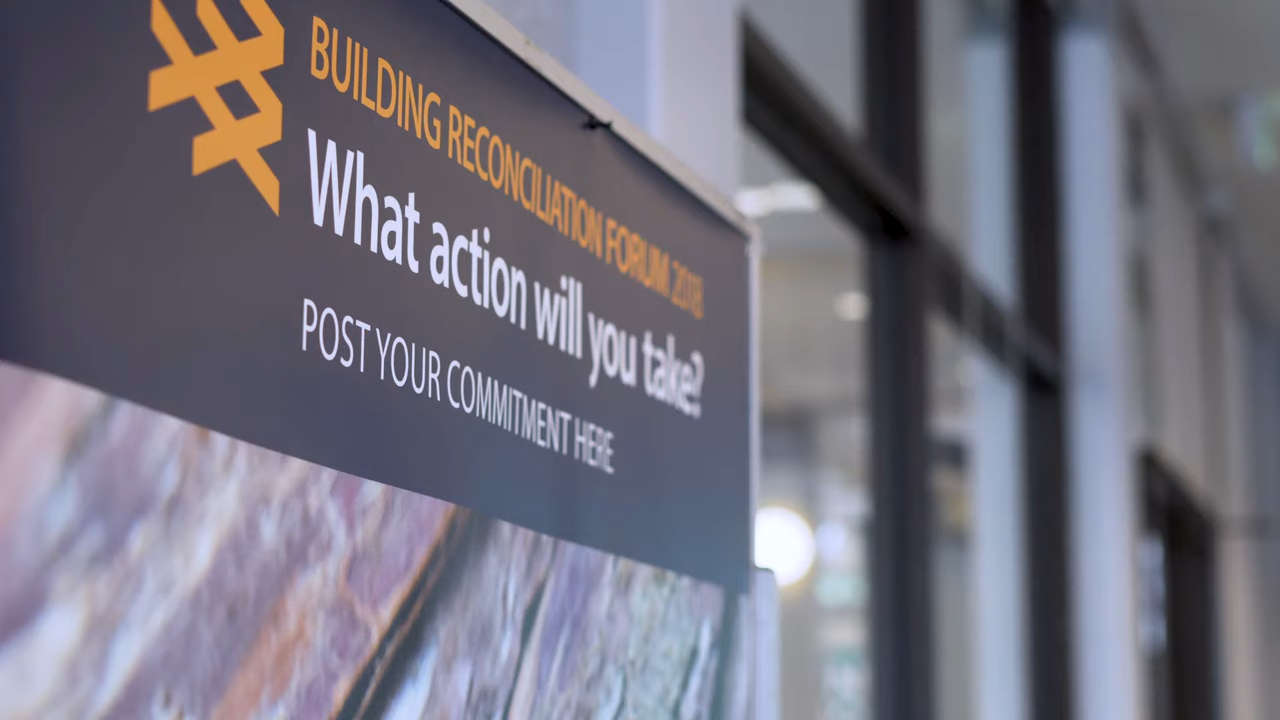 BUILDING RECONCILIATION FORUM 2018
What action will you take?
POST YOUR COMMITMENT HERE